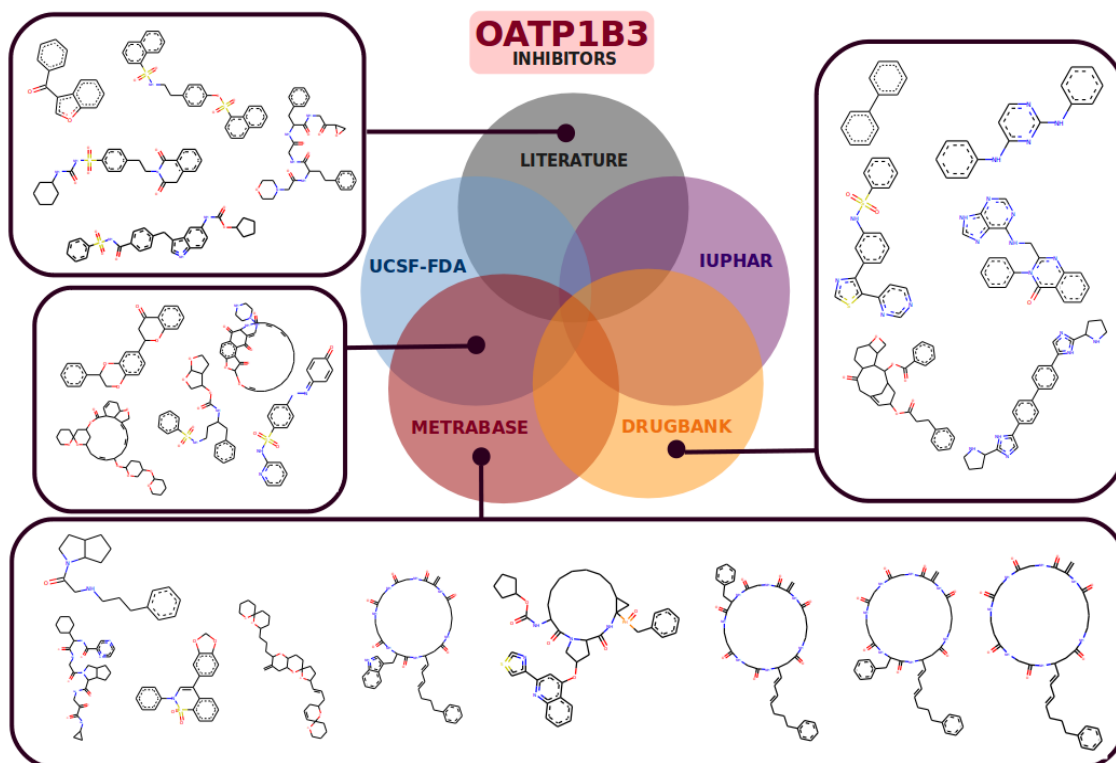 OATP1B3
INHIBITORS
LITERATURE
UCSF-FDA
IUPHAR
METRABASE
DRUGBANK